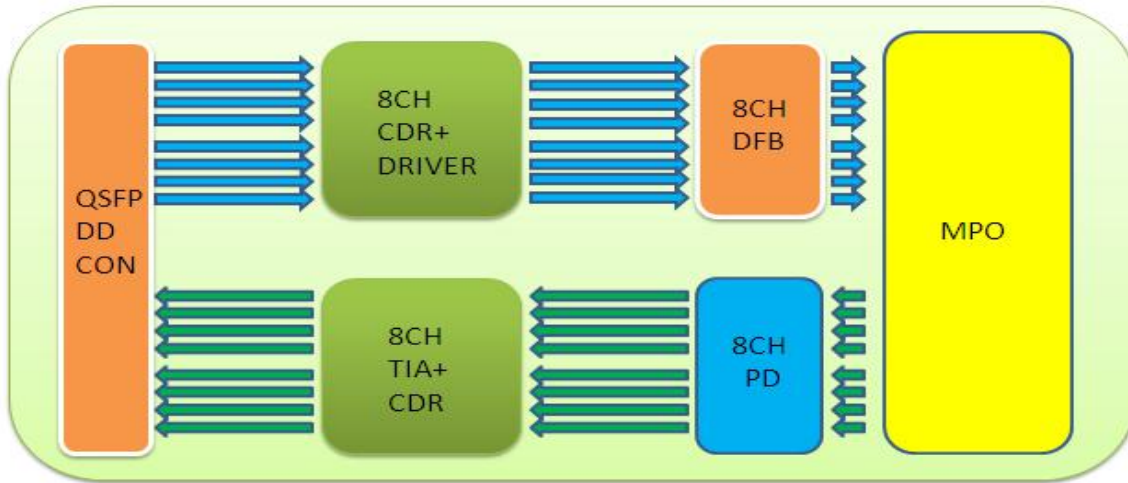 QSFP
DD
CON
8CH
CDR+
DRIVER
8CH
DFB
MPO
8CH
TIA+
CDR
8CH
PD